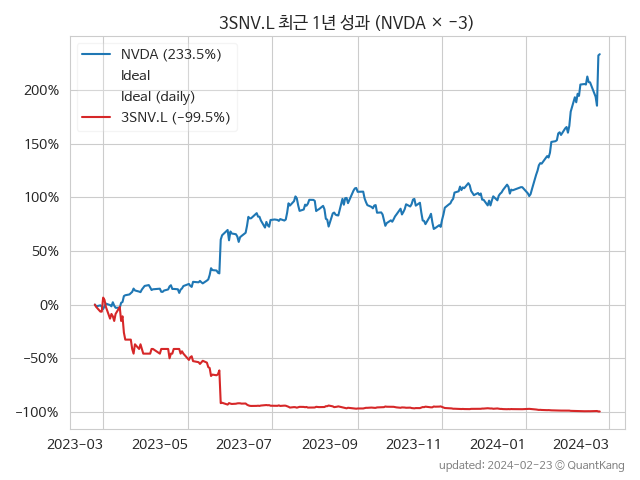 3SNV.L 최근 1년 성과 (NVDA × −3)
NVDA (233.5%)
Ideal
Ideal (daily)
3SNV.L (−99.5%)
200%
150%
100%
50%
0%
−50%
−100%
2023−03
2023−05
2023−07
2023−09
2023−11
2024−01
2024−03
updated: 2024-02-23 ⓒ QuantKang